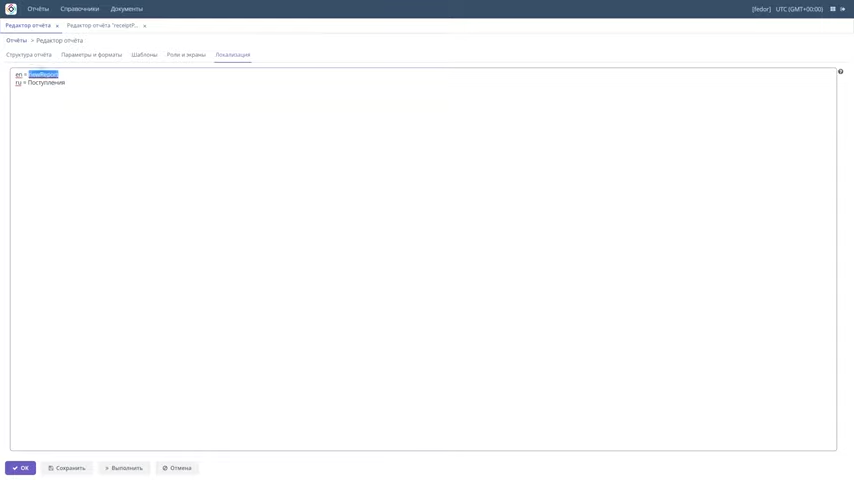 Отчёты Справочники Документы [fedor] UTC (GMT+00:00)
Редактор отчёта × Редактор отчёта "receiptP... ×
Отчёты > Редактор отчёта
Структура отчёта Параметры и форматы Шаблоны Роли и экраны Локализация
en = NewReport
ru = Поступления
OK Сохранить Выполнить Отмена